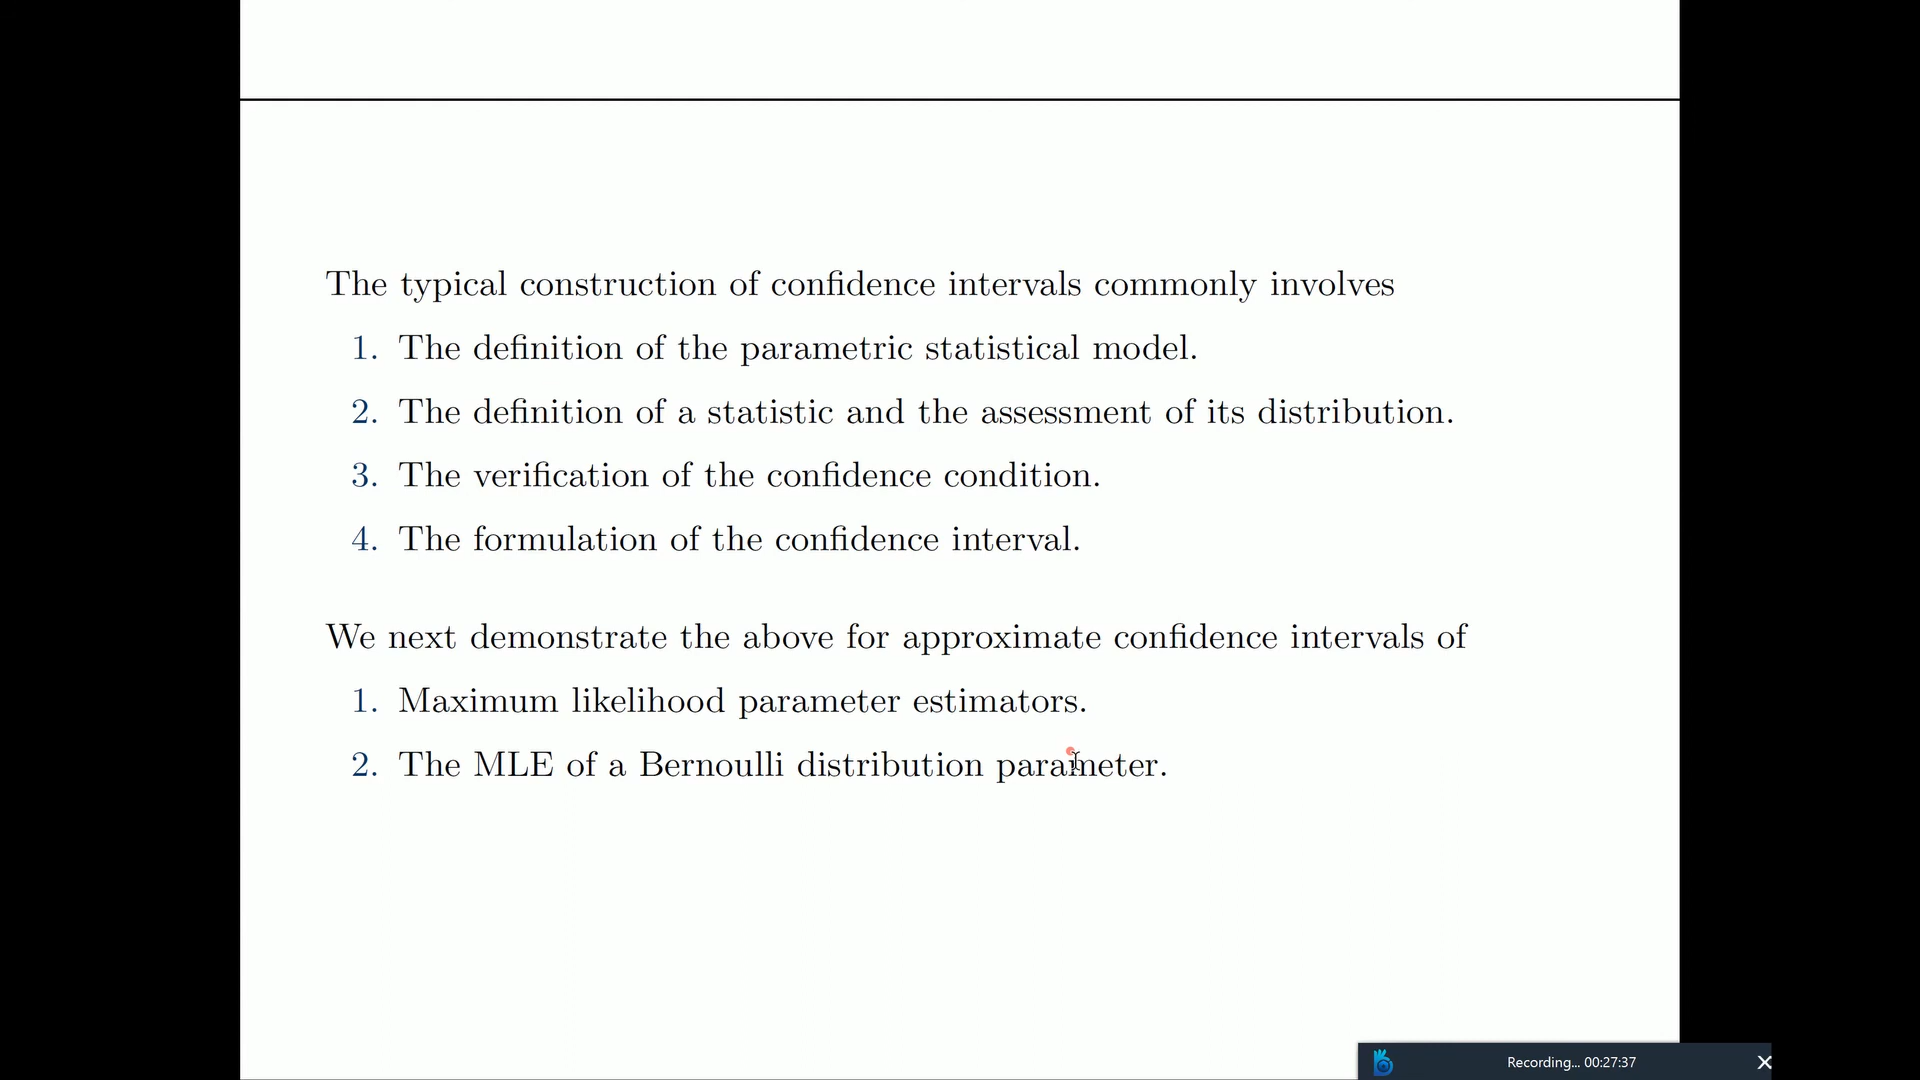 The typical construction of confidence intervals commonly involves
1. The definition of the parametric statistical model.
2. The definition of a statistic and the assessment of its distribution.
3. The verification of the confidence condition.
4. The formulation of the confidence interval.
We next demonstrate the above for approximate confidence intervals of
1. Maximum likelihood parameter estimators.
2. The MLE of a Bernoulli distribution parameter.
Recording... 00:27:37